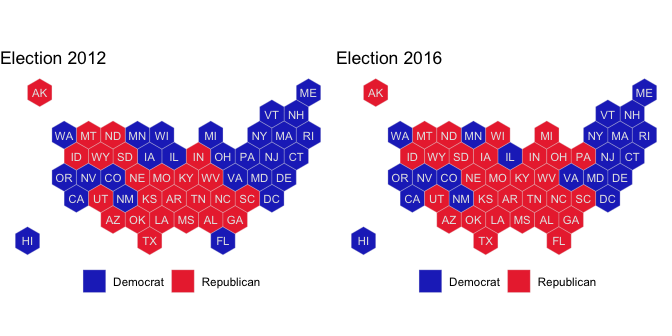 Election 2012
AK
ME
VT NH
WA MT ND MN WI MI NY MA RI
ID WY SD IA IL IN OH PA NJ CT
OR NV CO NE MO KY WV VA MD DE
CA UT NM KS AR TN NC SC DC
AZ OK LA MS AL GA
HI TX FL
Democrat Republican
Election 2016
AK
ME
VT NH
WA MT ND MN WI MI NY MA RI
ID WY SD IA IL IN OH PA NJ CT
OR NV CO NE MO KY WV VA MD DE
CA UT NM KS AR TN NC SC DC
AZ OK LA MS AL GA
HI TX FL
Democrat Republican